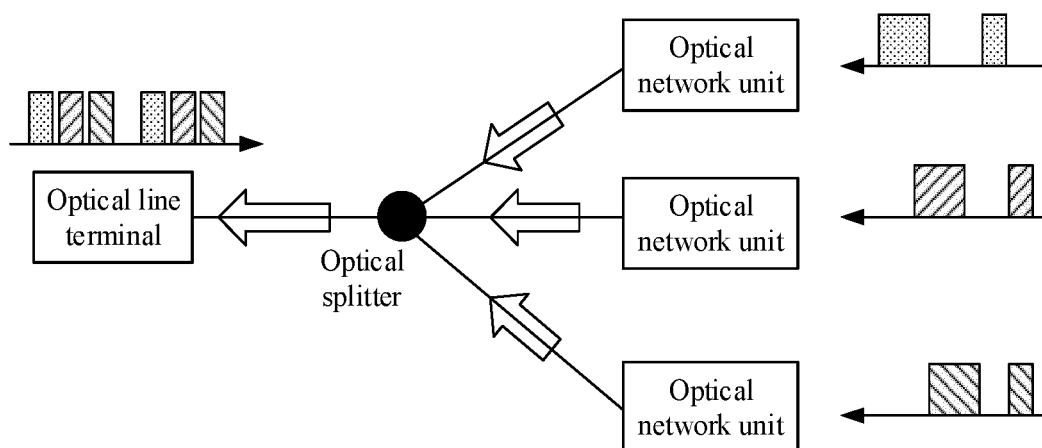 Optical
network unit
Optical line
terminal
Optical
splitter
Optical
network unit
Optical
network unit